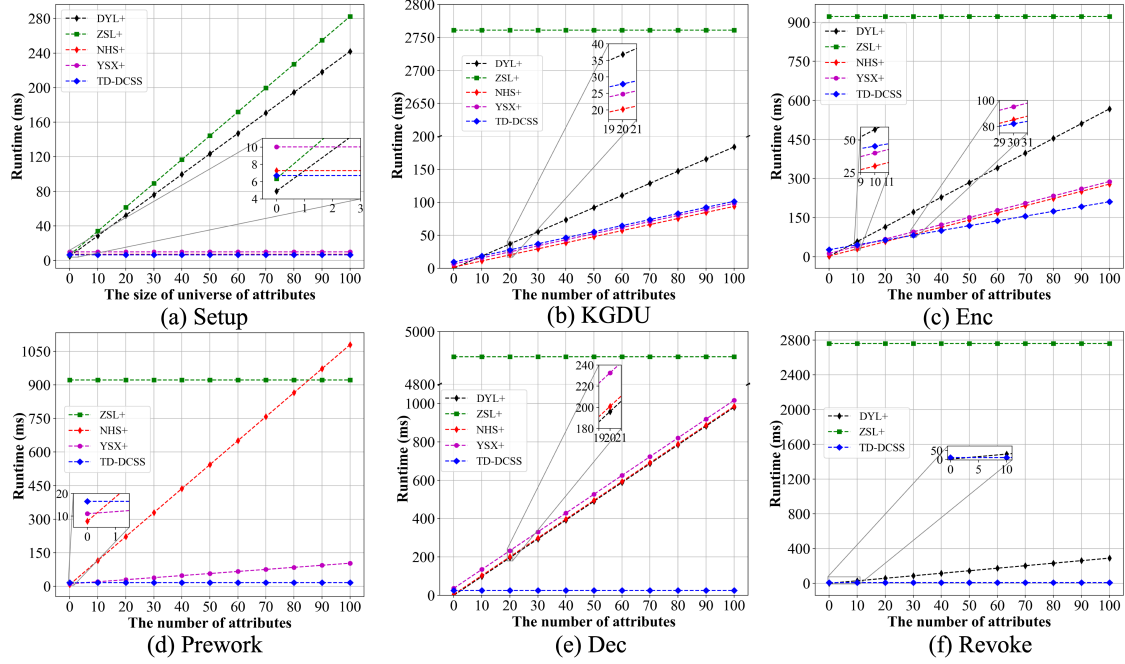 DYL+
ZSL+
NHS+
YSX+
TD-DCSS
Runtime (ms)
280
240
200
160
120
80
40
0
10
8
6
4
0 1 2 3
0 10 20 30 40 50 60 70 80 90 100
The size of universe of attributes
(a) Setup
DYL+
ZSL+
NHS+
YSX+
TD-DCSS
Runtime (ms)
2800
2750
2700
2650
200
150
100
50
0
40
35
30
25
20
19 20 21
0 10 20 30 40 50 60 70 80 90 100
The number of attributes
(b) KGDU
DYL+
ZSL+
NHS+
YSX+
TD-DCSS
Runtime (ms)
900
750
600
450
300
150
0
50
25
9 10 11
100
80
29 30 31
0 10 20 30 40 50 60 70 80 90 100
The number of attributes
(c) Enc
ZSL+
NHS+
YSX+
TD-DCSS
Runtime (ms)
1050
900
750
600
450
300
150
0
20
10
0 1
0 10 20 30 40 50 60 70 80 90 100
The number of attributes
(d) Prework
DYL+
ZSL+
NHS+
YSX+
TD-DCSS
Runtime (ms)
5000
4800
1000
800
600
400
200
0
240
220
200
180
19 20 21
0 10 20 30 40 50 60 70 80 90 100
The number of attributes
(e) Dec
DYL+
ZSL+
TD-DCSS
Runtime (ms)
2800
2400
2000
1600
1200
800
400
0
50
0
0 10
0 10 20 30 40 50 60 70 80 90 100
The number of attributes
(f) Revoke